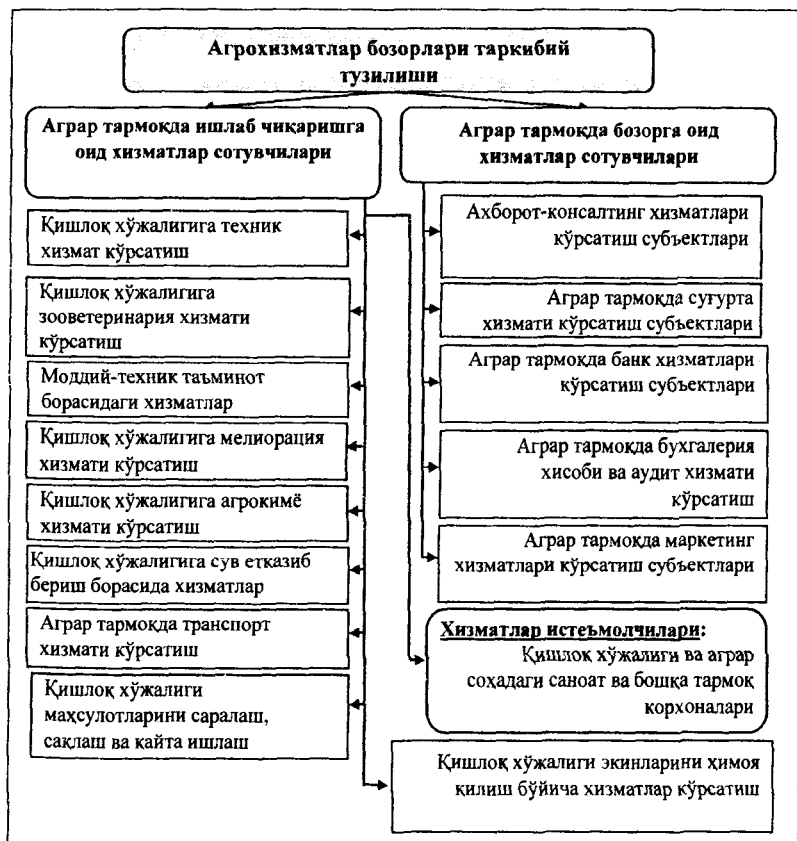 Агрохизматлар бозорлари таркибий
тузилиши
Аграр тармоқда ишлаб чиқаришга
оид хизматлар сотувчилари
Қишлоқ хўжалигига техник
хизмат кўрсатиш
Қишлоқ хўжалигига
зооветеринария хизмати
кўрсатиш
Моддий-техник таъминот
борасидаги хизматлар
Қишлоқ хўжалигига мелиорация
хизмати кўрсатиш
Қишлоқ хўжалигига агрокимё
хизмати кўрсатиш
Қишлоқ хўжалигига сув етказиб
бериш борасида хизматлар
Аграр тармоқда транспорт
хизмати кўрсатиш
Қишлоқ хўжалиги
маҳсулотларини саралаш,
сақлаш ва қайта ишлаш
Аграр тармоқда бозорга оид
хизматлар сотувчилари
Ахборот-консалтинг хизматлари
кўрсатиш субъектлари
Аграр тармоқда суғурта
хизмати кўрсатиш субъектлари
Аграр тармоқда банк хизматлари
кўрсатиш субъектлари
Аграр тармоқда бухгалерия
хисоби ва аудит хизмати
кўрсатиш
Аграр тармоқда маркетинг
хизматлари кўрсатиш субъектлари
Хизматлар истеъмолчилари:
Қишлоқ хўжалиги ва аграр
соҳадаги саноат ва бошқа тармоқ
корхоналари
Қишлоқ хўжалиги экинларини ҳимоя
қилиш бўйича хизматлар кўрсатиш